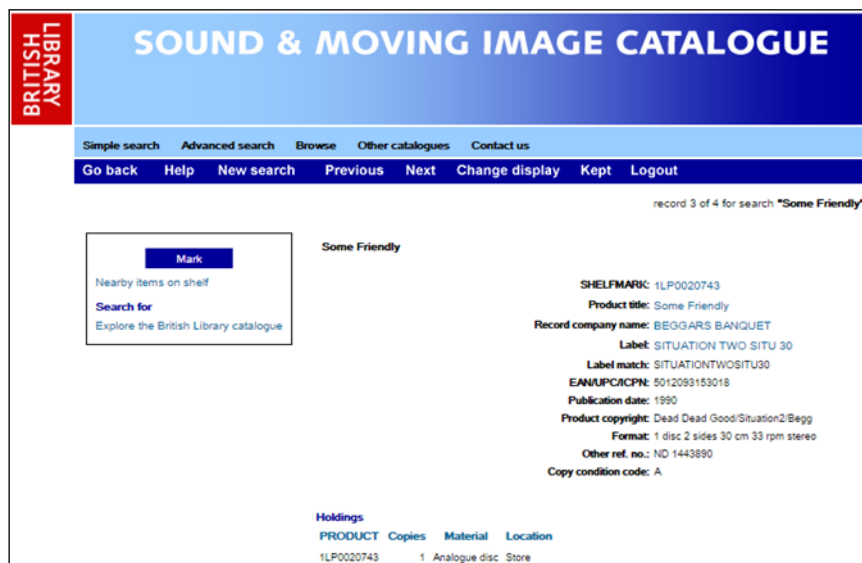 BRITISH
LIBRARY
SOUND & MOVING IMAGE CATALOGUE
Simple search Advanced search Browse Other catalogues Contact us
Go back Help New search Previous Next Change display Kept Logout
record 3 of 4 for search "Some Friendly"
Mark
Nearby items on shelf
Search for
Explore the British Library catalogue
Some Friendly
SHELFMARK: 1LP0020743
Product title: Some Friendly
Record company name: BEGGARS BANQUET
Label: SITUATION TWO SITU 30
Label match: SITUATIONTWOSITU30
EAN/UPC/ICPN: 5012093153018
Publication date: 1990
Product copyright: Dead Dead Good/Situation2/Begg
Format: 1 disc 2 sides 30 cm 33 rpm stereo
Other ref. no.: ND 1443890
Copy condition code: A
Holdings
PRODUCT Copies Material Location
1LP0020743 1 Analogue disc Store